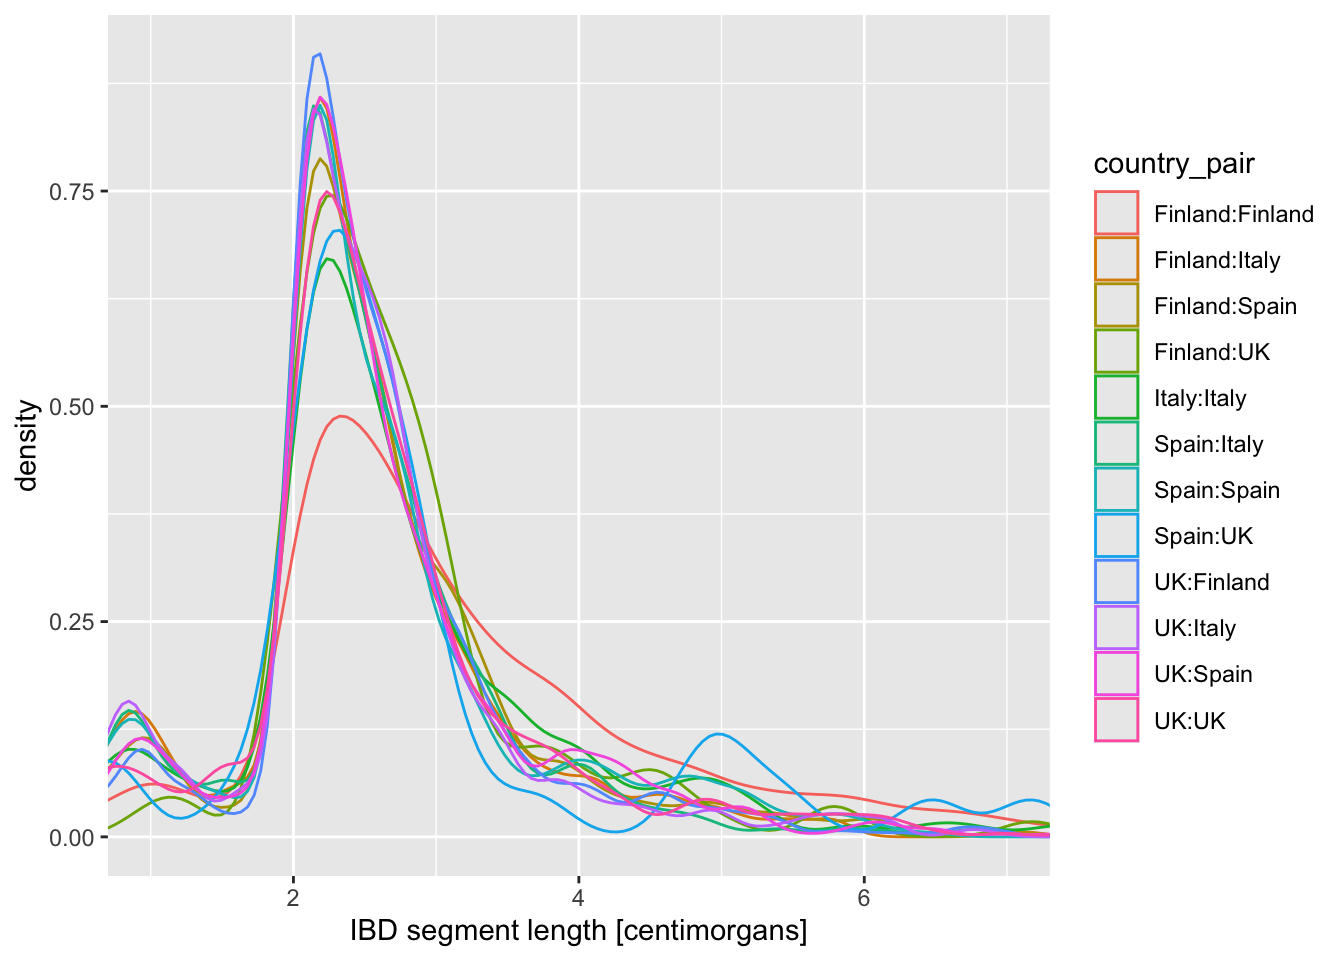 country_pair
Finland:Finland
Finland:Italy
Finland:Spain
Finland:UK
Italy:Italy
Spain:Italy
Spain:Spain
Spain:UK
UK:Finland
UK:Italy
UK:Spain
UK:UK
density
0.75
0.50
0.25
0.00
2 4 6
IBD segment length [centimorgans]